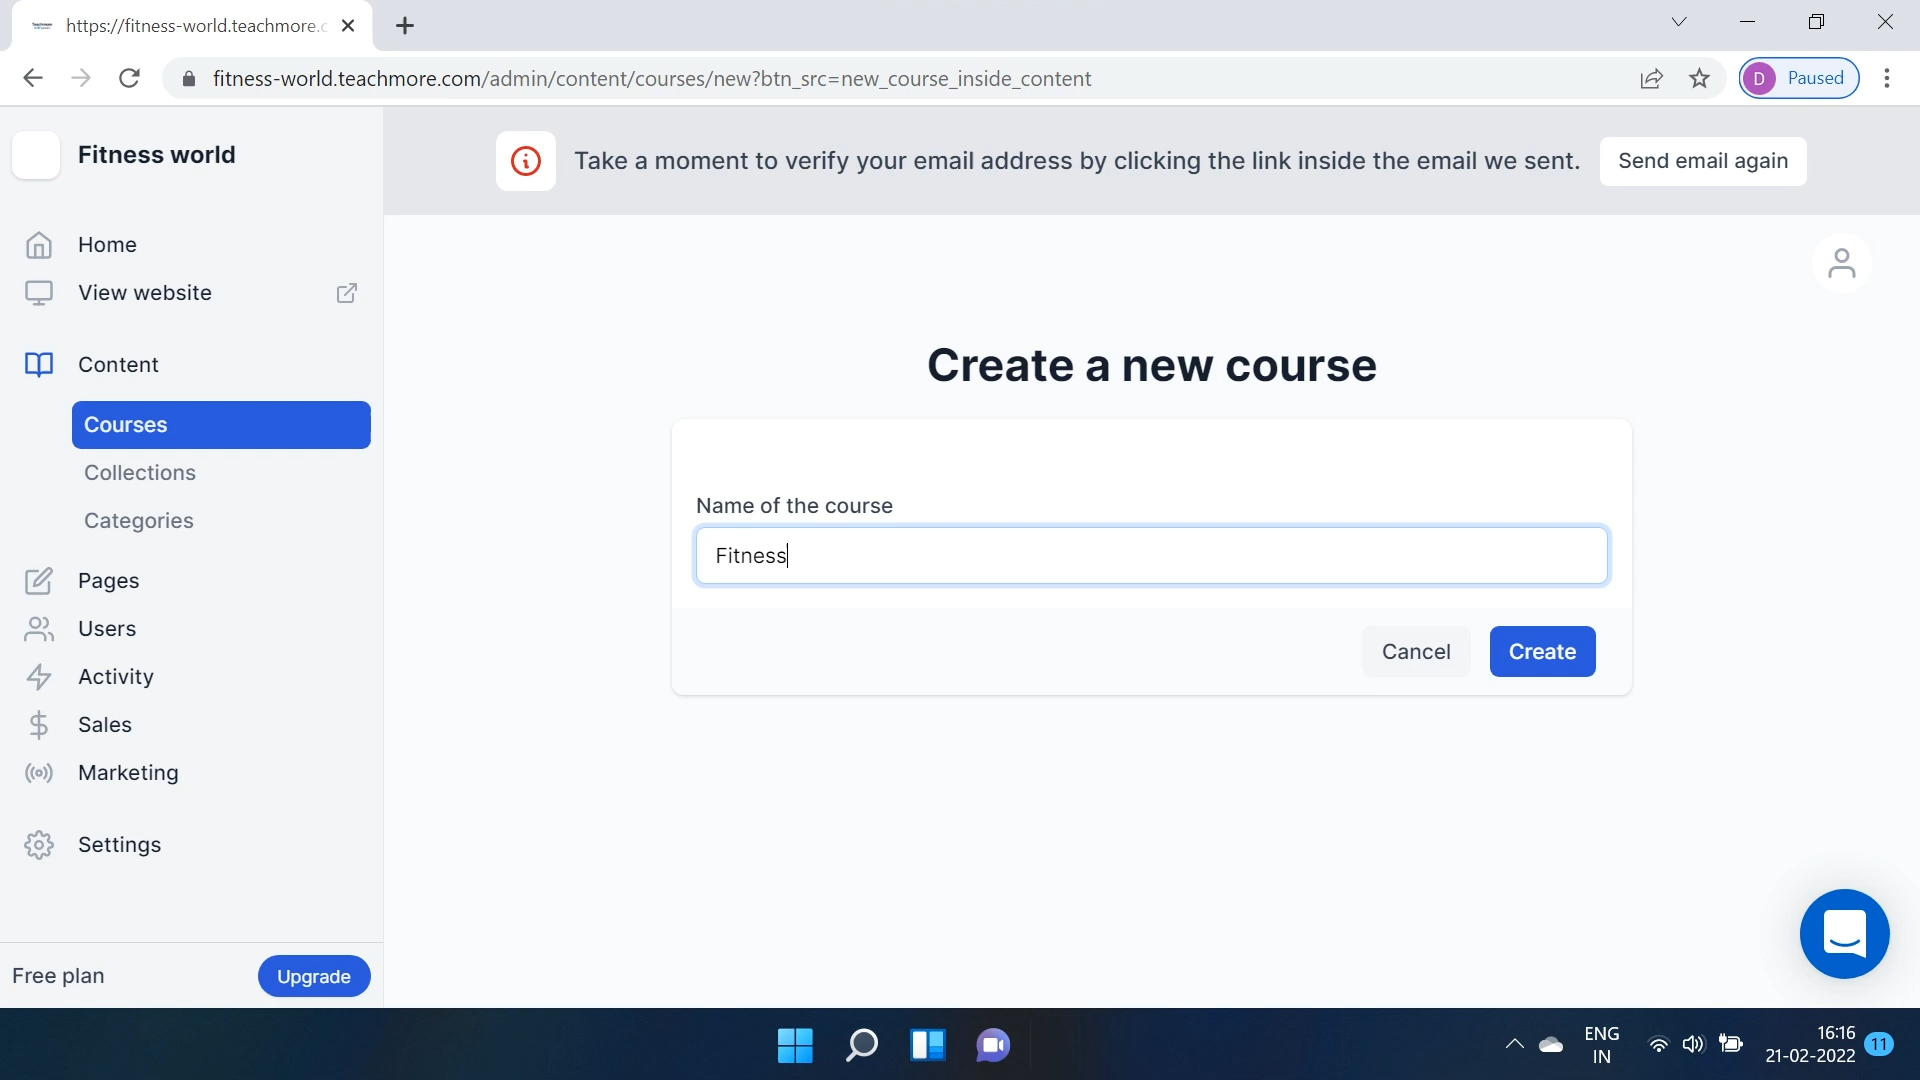 https://fitness-world.teachmore.c
fitness-world.teachmore.com/admin/content/courses/new?btn_src=new_course_inside_content
D Paused
Fitness world
Take a moment to verify your email address by clicking the link inside the email we sent.
Send email again
Home
View website
Content
Courses
Collections
Categories
Pages
Users
Activity
Sales
Marketing
Settings
Free plan
Upgrade
Create a new course
Name of the course
Fitness
Cancel
Create
ENG
IN
16:16
21-02-2022
11